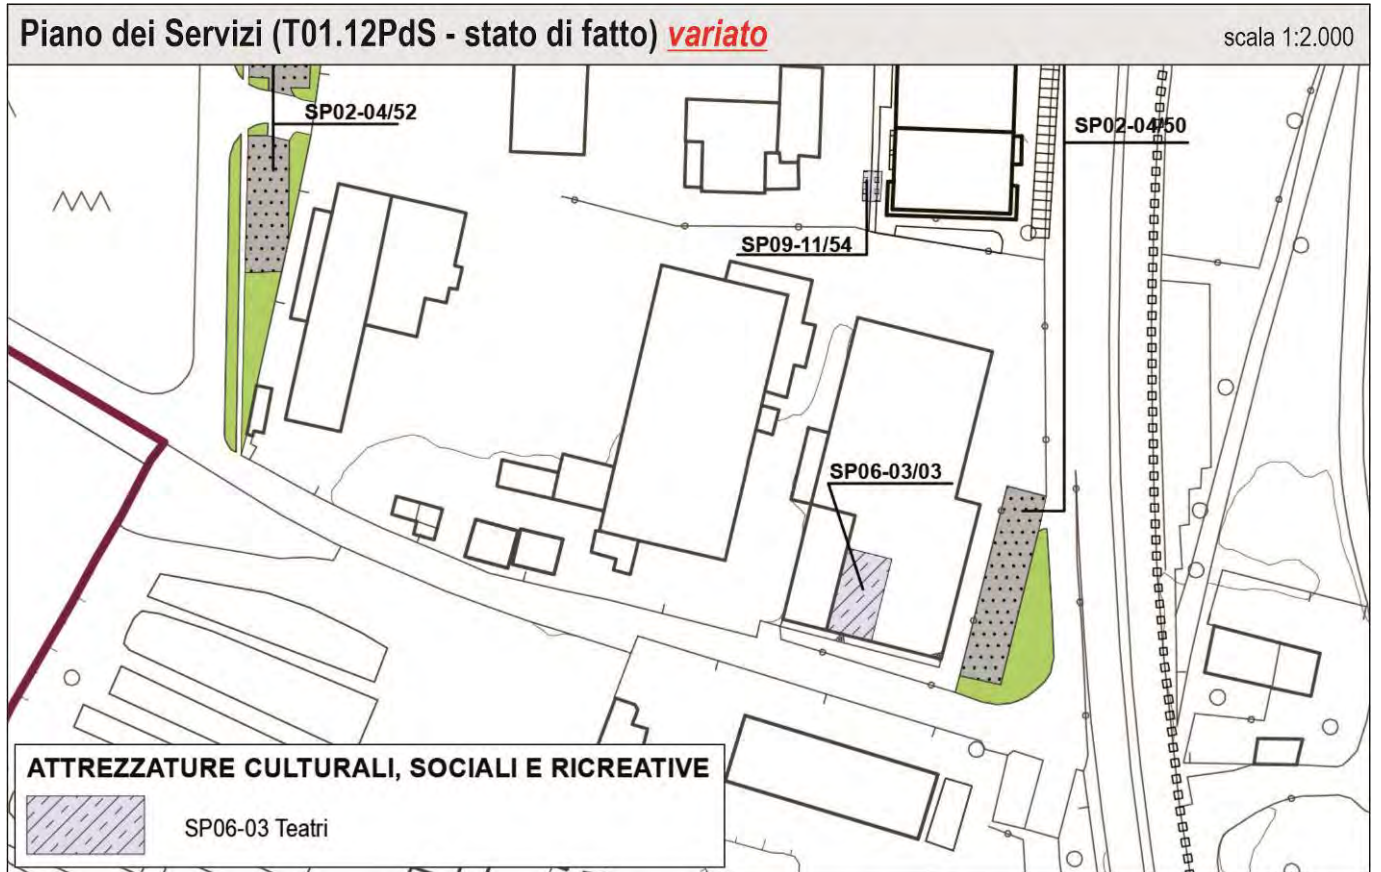 Piano dei Servizi (T01.12PdS - stato di fatto) variato
scala 1:2.000
SP02-04/52
SP02-04/50
SP09-11/54
SP06-03/03
ATTREZZATURE CULTURALI, SOCIALI E RICREATIVE
SP06-03 Teatri